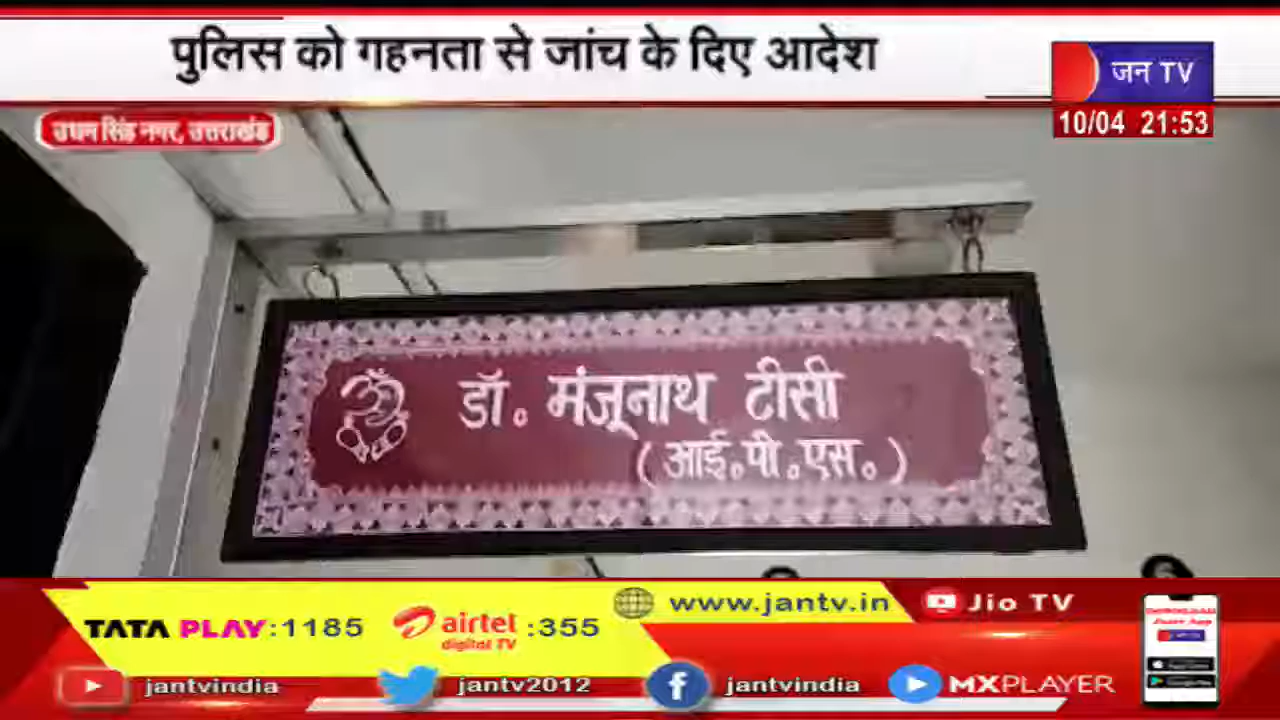 पुलिस को गहनता से जांच के दिए आदेश
जन TV
10/04 21:53
उधम सिंह नगर, उत्तराखंड
डॉ. मंजूनाथ टीसी
(आई.पी.एस.)
TATA PLAY:1185
airtel digital TV :355
www.jantv.in
Jio TV
jantvindia
jantv2012
jantvindia
MXPLAYER